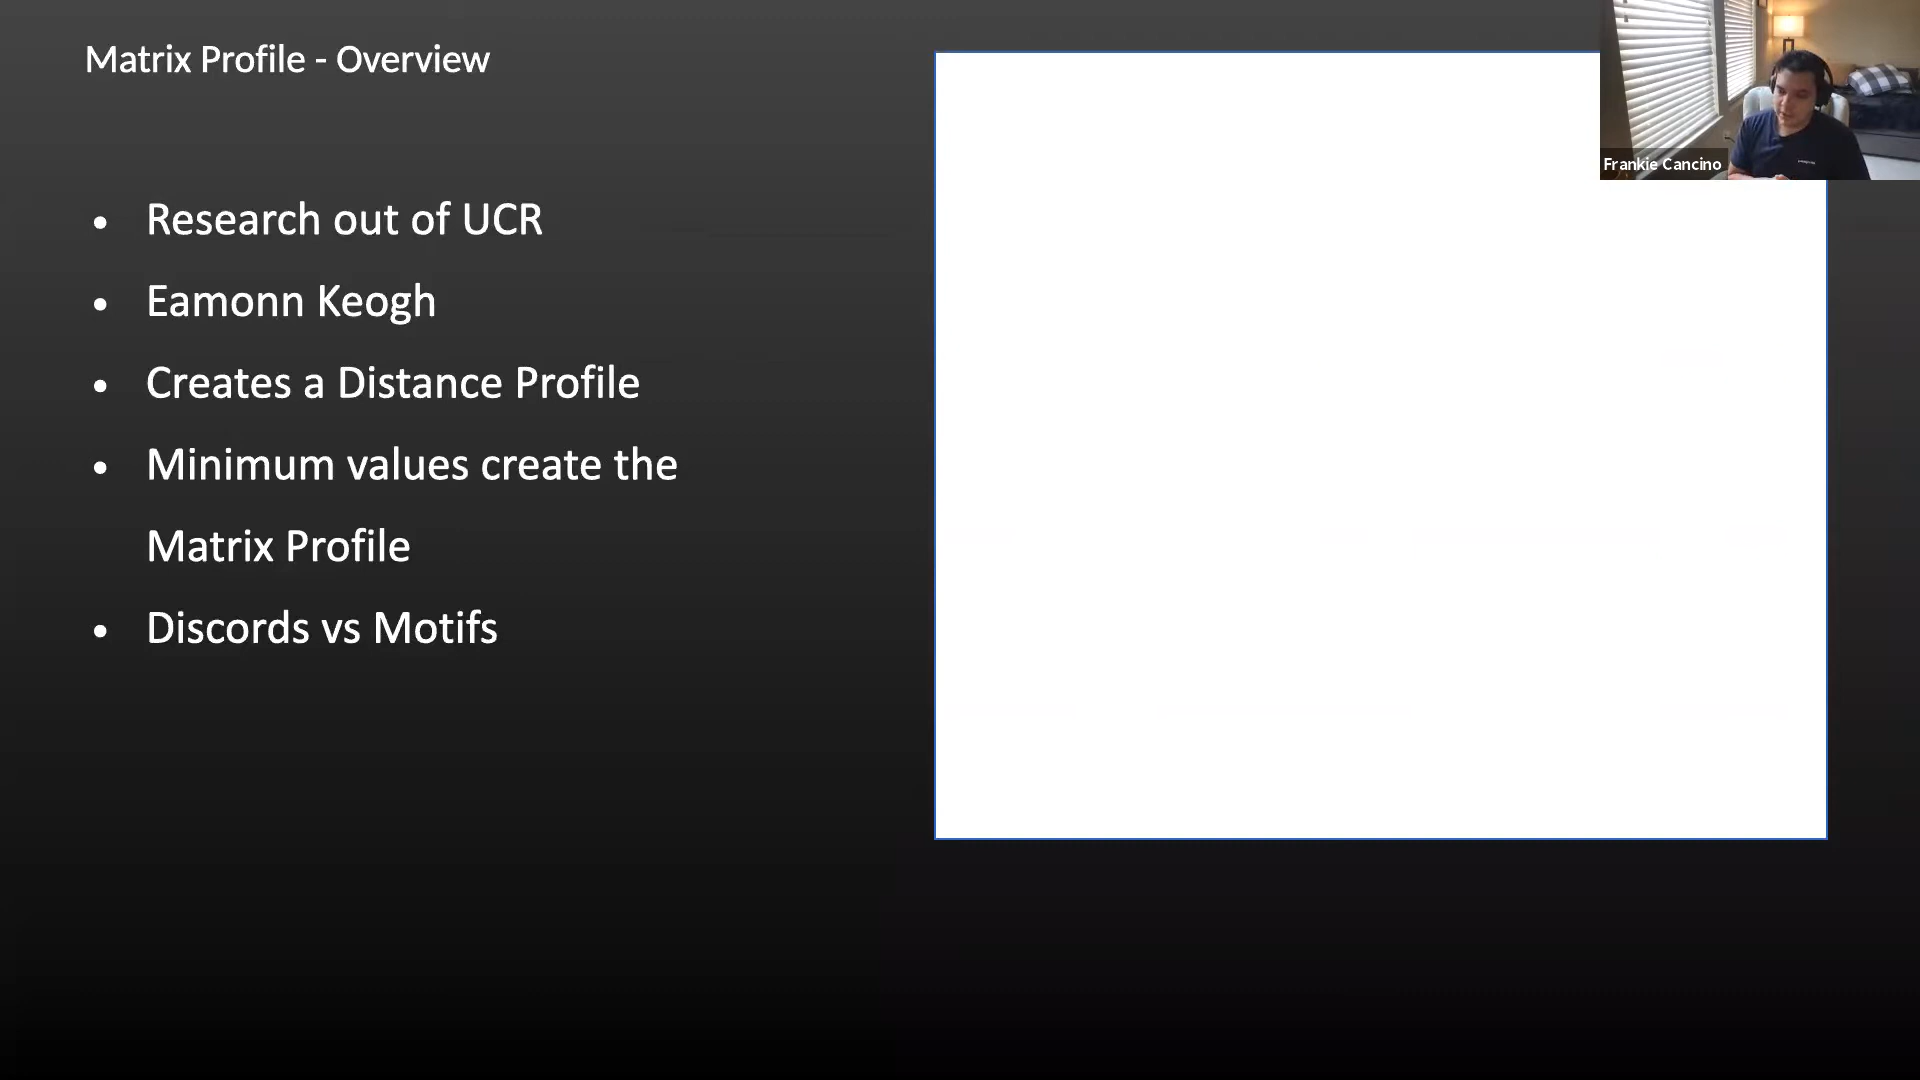 Matrix Profile - Overview
Frankie Cancino
• Research out of UCR
• Eamonn Keogh
• Creates a Distance Profile
• Minimum values create the
Matrix Profile
• Discords vs Motifs